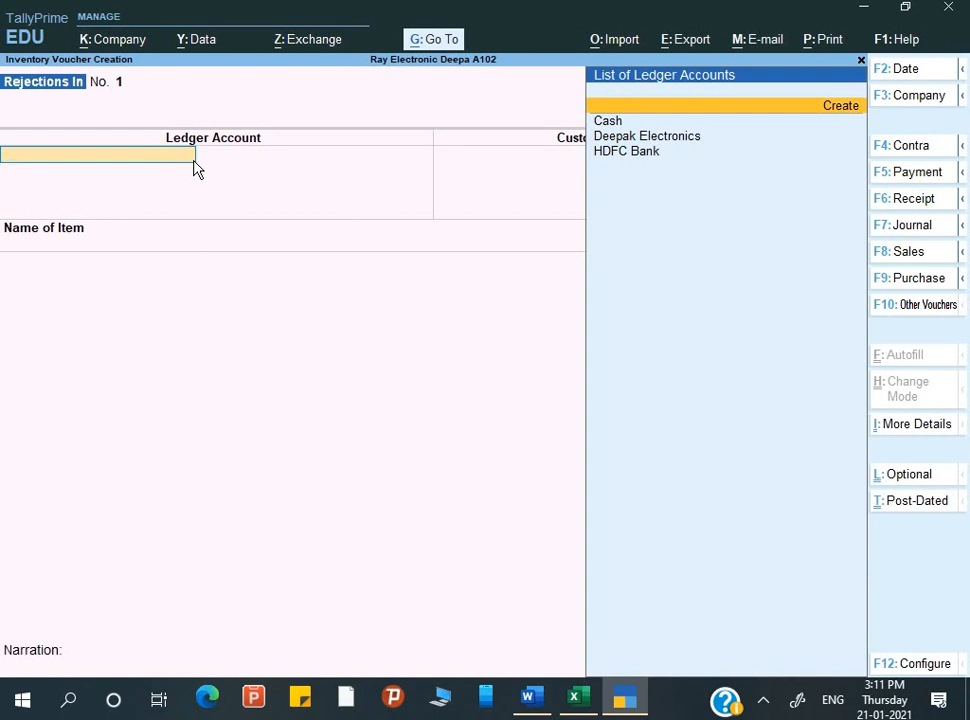 TallyPrime MANAGE
EDU K:Company Y:Data Z:Exchange G:Go To O:Import E:Export M:E-mail P:Print F1:Help
Inventory Voucher Creation Ray Electronic Deepa A102
Rejections In No. 1
Ledger Account Custo
Name of Item
Narration:
List of Ledger Accounts
Create
Cash
Deepak Electronics
HDFC Bank
F2: Date
F3: Company
F4: Contra
F5: Payment
F6: Receipt
F7: Journal
F8: Sales
F9: Purchase
F10: Other Vouchers
F: Autofill
H: Change
Mode
I: More Details
L: Optional
T: Post-Dated
F12: Configure
ENG
3:11 PM
Thursday
21-01-2021